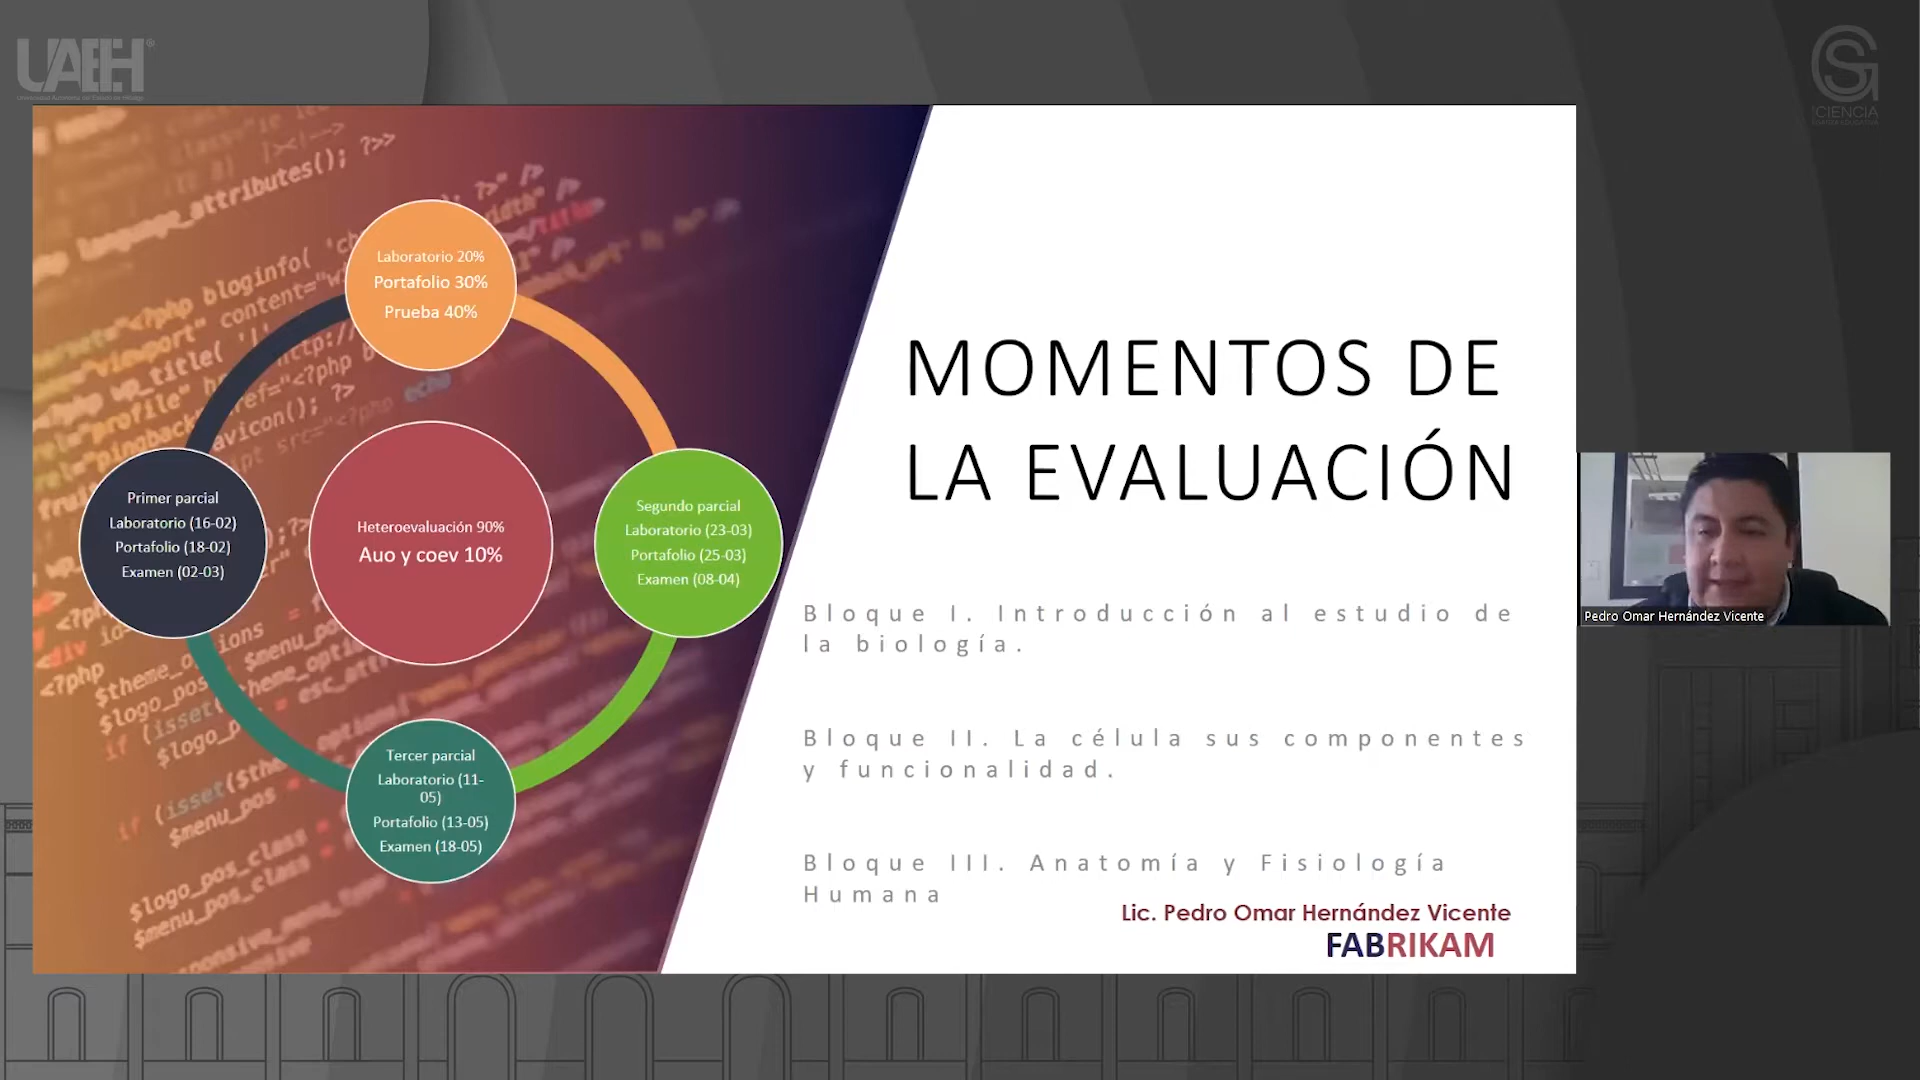 UAEH
CIENCIA
Laboratorio 20%
Portafolio 30%
Prueba 40%
Primer parcial
Laboratorio (16-02)
Portafolio (18-02)
Examen (02-03)
Heteroevaluación 90%
Auo y coev 10%
Segundo parcial
Laboratorio (23-03)
Portafolio (25-03)
Examen (08-04)
Tercer parcial
Laboratorio (11-
05)
Portafolio (13-05)
Examen (18-05)
MOMENTOS DE
LA EVALUACIÓN
Bloque I. Introducción al estudio de
la biología.
Bloque II. La célula sus componentes
y funcionalidad.
Bloque III. Anatomía y Fisiología
Humana
Lic. Pedro Omar Hernández Vicente
FABRIKAM
Pedro Omar Hernández Vicente